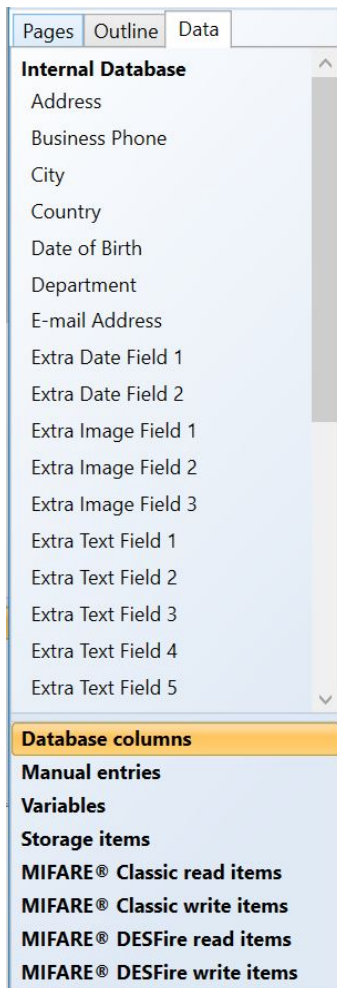 Pages Outline Data
Internal Database
Address
Business Phone
City
Country
Date of Birth
Department
E-mail Address
Extra Date Field 1
Extra Date Field 2
Extra Image Field 1
Extra Image Field 2
Extra Image Field 3
Extra Text Field 1
Extra Text Field 2
Extra Text Field 3
Extra Text Field 4
Extra Text Field 5
Database columns
Manual entries
Variables
Storage items
MIFARE® Classic read items
MIFARE® Classic write items
MIFARE® DESFire read items
MIFARE® DESFire write items